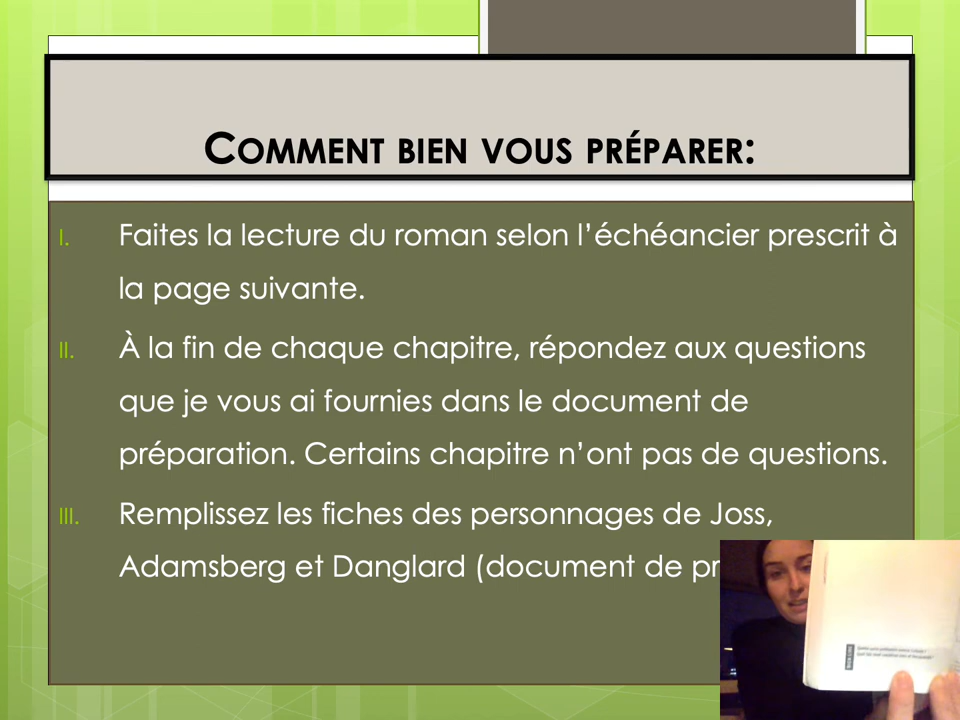 COMMENT BIEN VOUS PRÉPARER:
I. Faites la lecture du roman selon l’échéancier prescrit à
la page suivante.
II. À la fin de chaque chapitre, répondez aux questions
que je vous ai fournies dans le document de
préparation. Certains chapitre n’ont pas de questions.
III. Remplissez les fiches des personnages de Joss,
Adamsberg et Danglard (document de